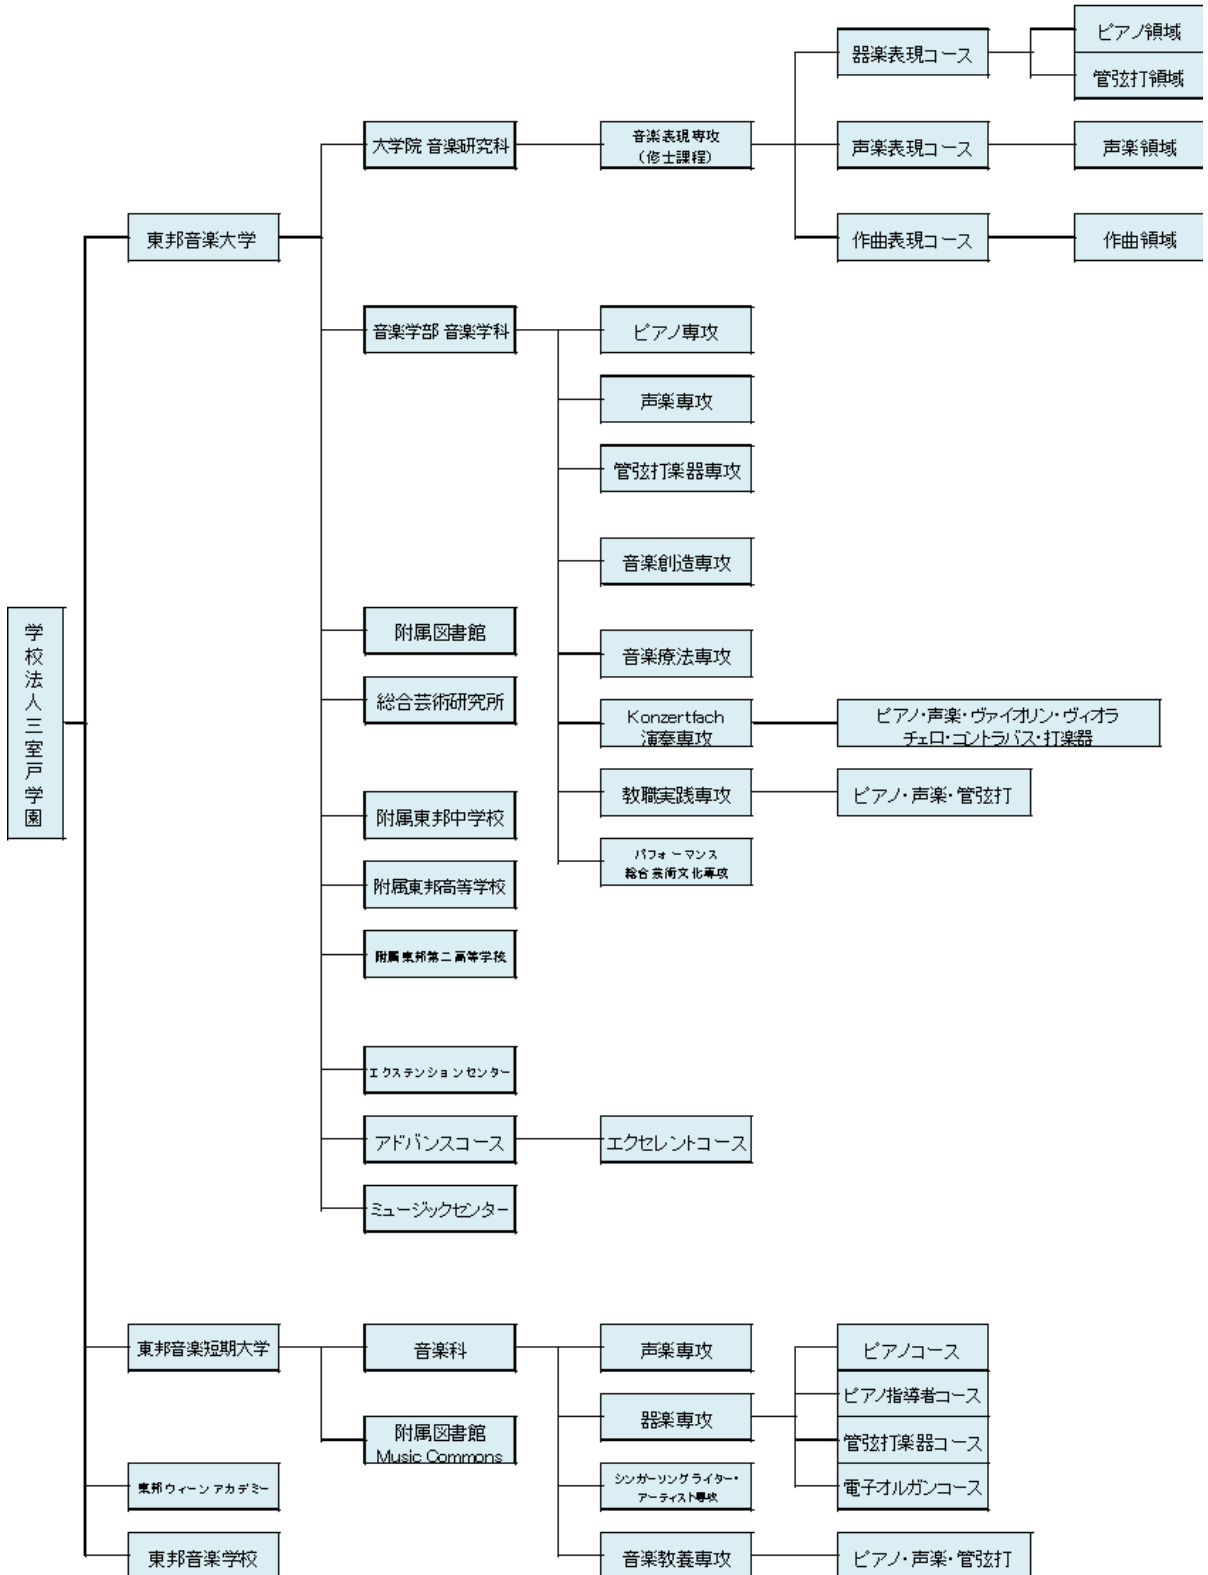 学校法人三室戸学園
東邦音楽大学
大学院 音楽研究科
音楽表現専攻
(修士課程)
器楽表現コース
ピアノ領域
管弦打領域
声楽表現コース
声楽領域
作曲表現コース
作曲領域
音楽学部 音楽学科
ピアノ専攻
声楽専攻
管弦打楽器専攻
音楽創造専攻
音楽療法専攻
Konzertfach
演奏専攻
ピアノ・声楽・ヴァイオリン・ヴィオラ
チェロ・コントラバス・打楽器
教職実践専攻
ピアノ・声楽・管弦打
パフォーマンス
総合芸術文化専攻
附属図書館
総合芸術研究所
附属東邦中学校
附属東邦高等学校
附属東邦第二高等学校
エクステンションセンター
アドバンスコース
エクセレントコース
ミュージックセンター
東邦音楽短期大学
音楽科
声楽専攻
器楽専攻
ピアノコース
ピアノ指導者コース
管弦打楽器コース
電子オルガンコース
シンガーソングライター・
アーティスト専攻
音楽教養専攻
ピアノ・声楽・管弦打
附属図書館
Music Commons
東邦ウィーンアカデミー
東邦音楽学校